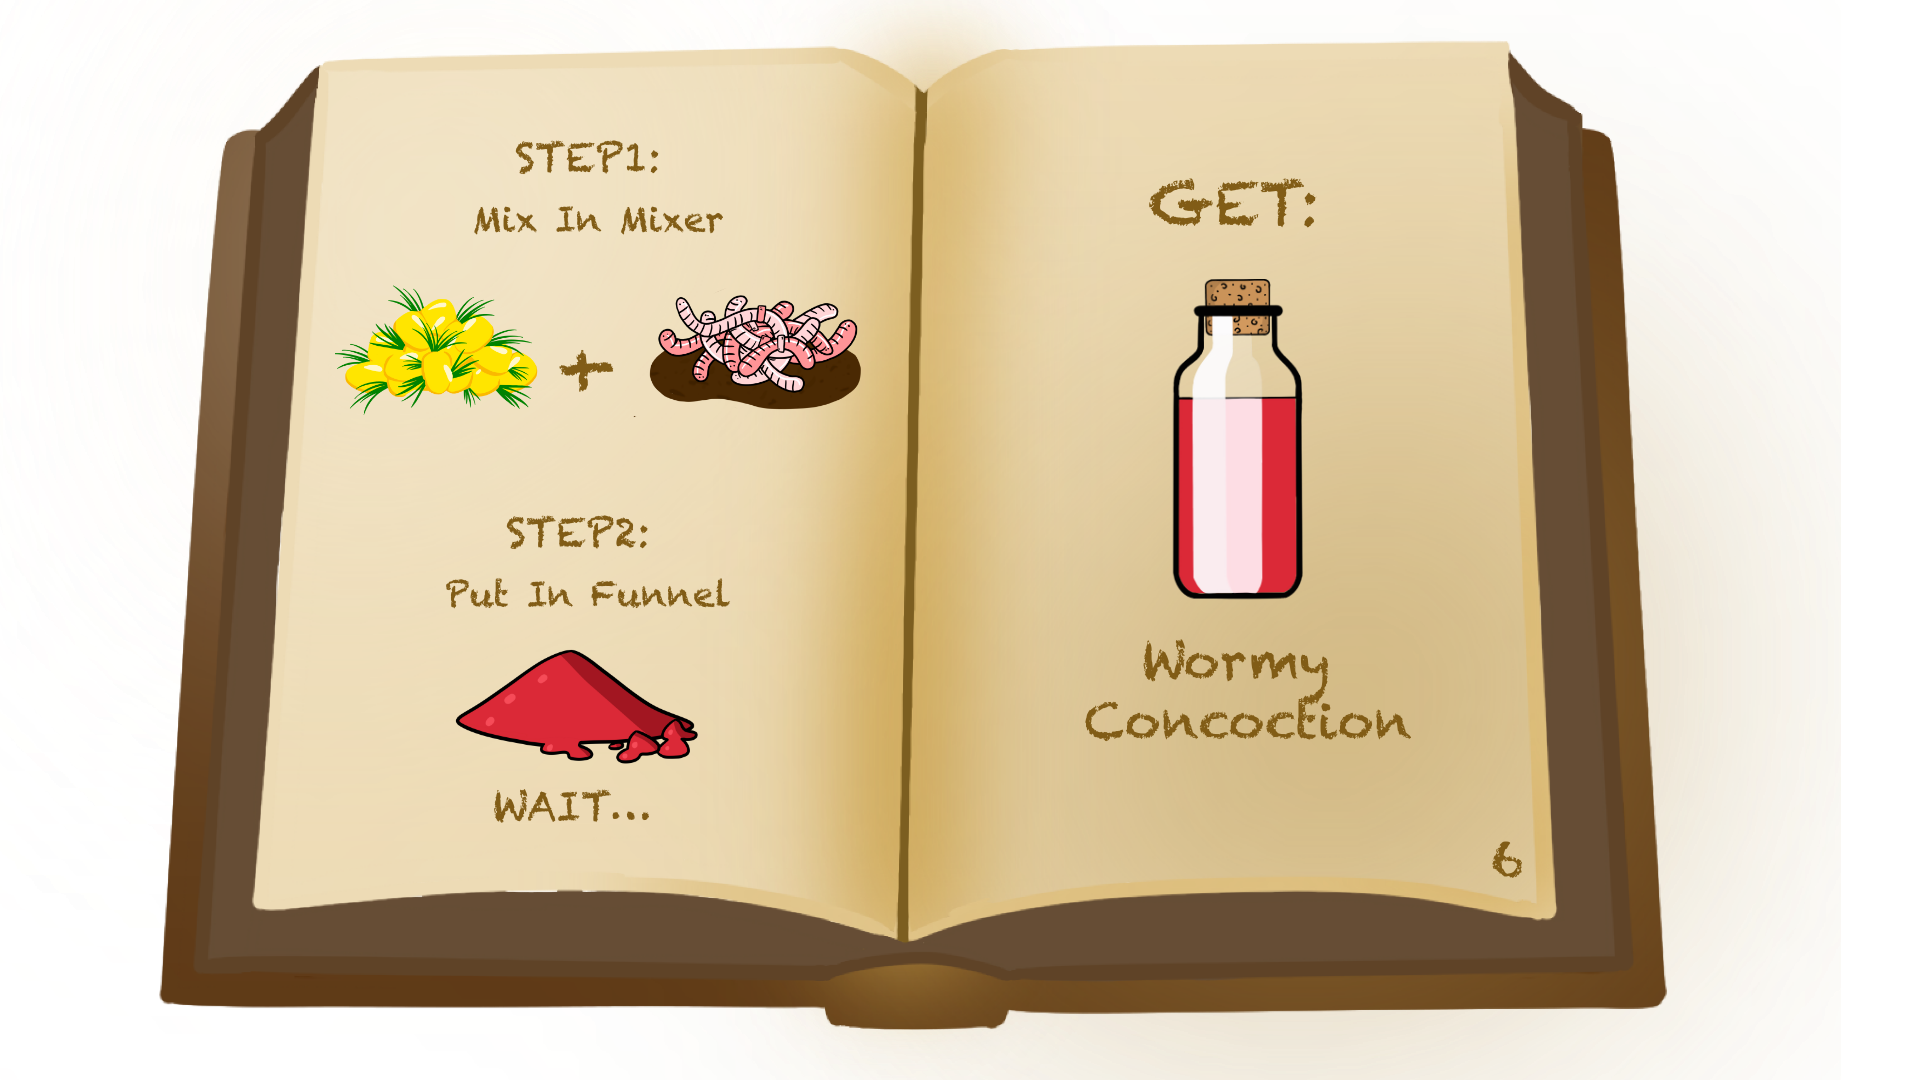 STEP1:
Mix In Mixer
+
STEP2:
Put In Funnel
WAIT...
GET:
Wormy
Concoction
6